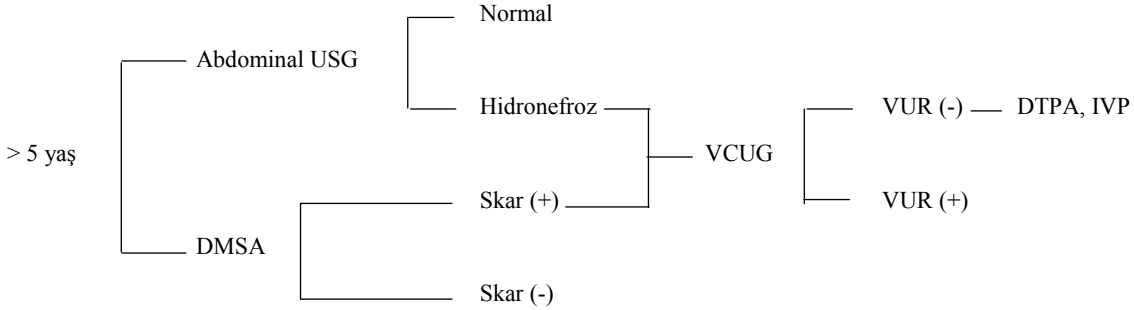 Normal
Abdominal USG
Hidronefroz
VUR (-)
DTPA, IVP
> 5 yaş
VCUG
Skar (+)
VUR (+)
DMSA
Skar (-)